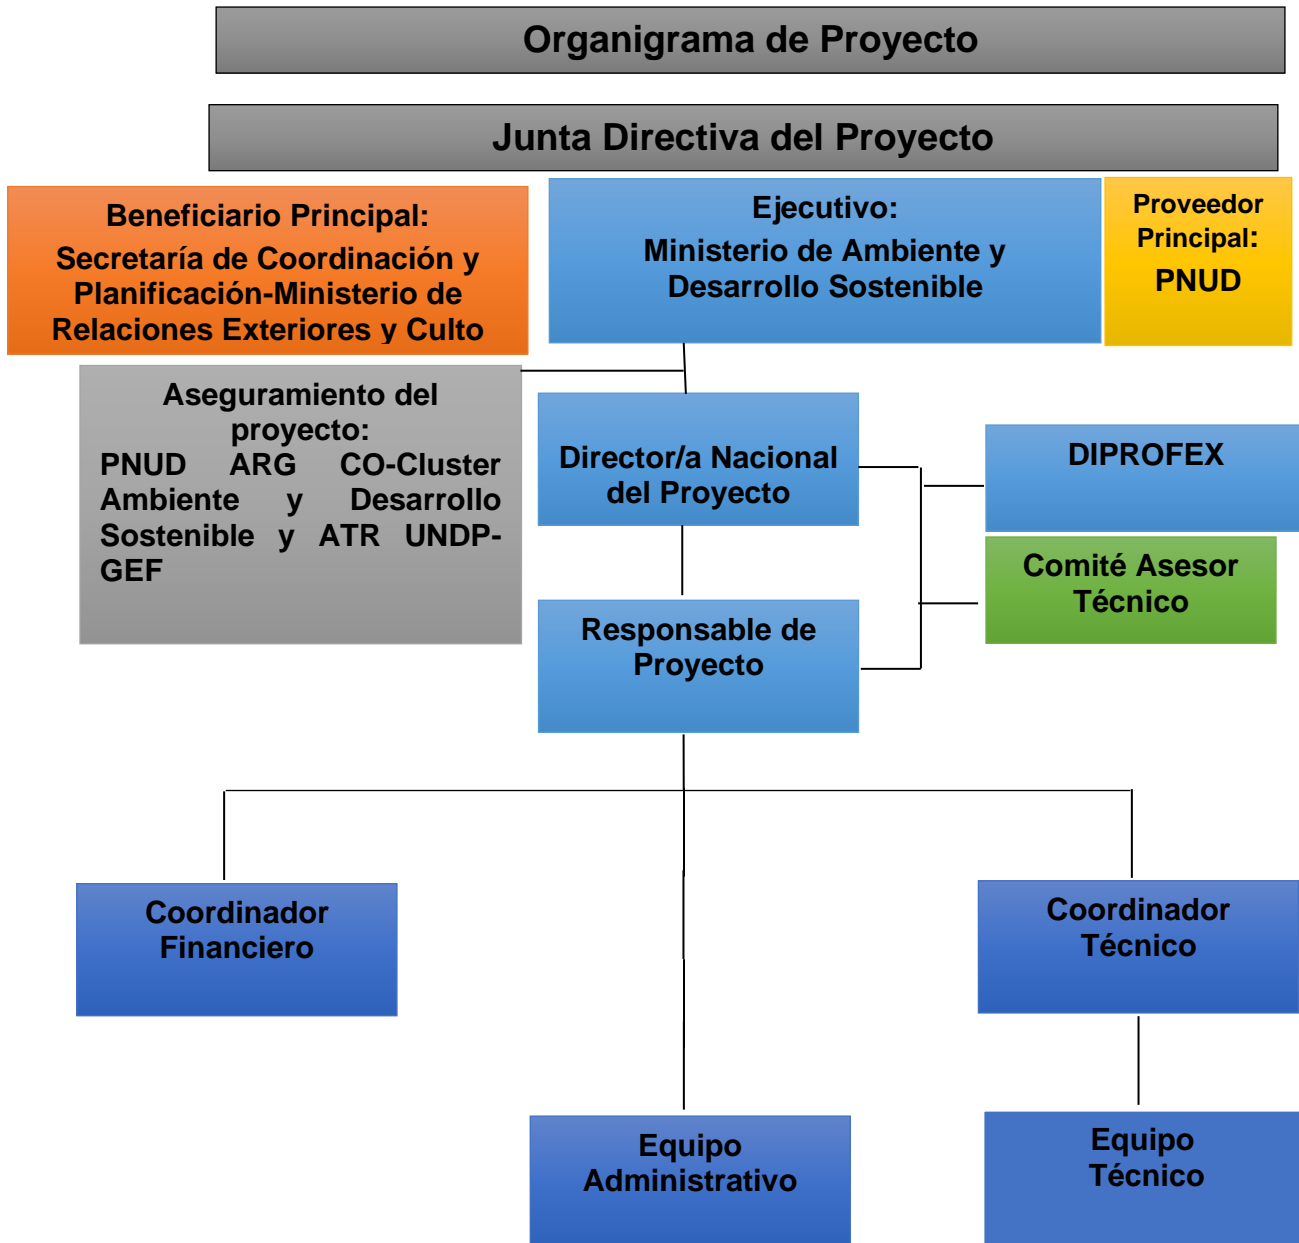 Organigrama de Proyecto
Junta Directiva del Proyecto
Beneficiario Principal:
Secretaría de Coordinación y
Planificación-Ministerio de
Relaciones Exteriores y Culto
Ejecutivo:
Ministerio de Ambiente y
Desarrollo Sostenible
Proveedor
Principal:
PNUD
Aseguramiento del
proyecto:
PNUD ARG CO-Cluster
Ambiente y Desarrollo
Sostenible y ATR UNDP-
GEF
Director/a Nacional
del Proyecto
DIPROFEX
Comité Asesor
Técnico
Responsable de
Proyecto
Coordinador
Financiero
Coordinador
Técnico
Equipo
Administrativo
Equipo
Técnico